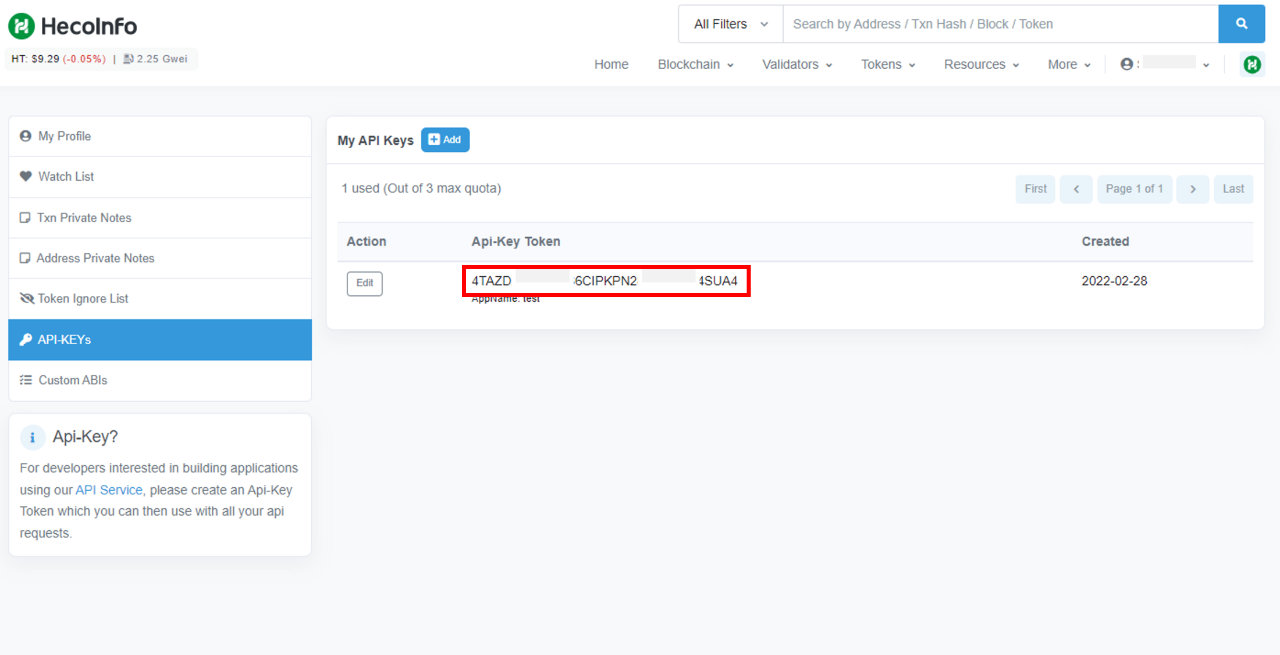 HecoInfo
All Filters
Search by Address / Txn Hash / Block / Token
HT: $9.29 (-0.05%) | 2.25 Gwei
Home Blockchain Validators Tokens Resources More :
My Profile
Watch List
Txn Private Notes
Address Private Notes
Token Ignore List
API-KEYs
Custom ABIs
Api-Key?
For developers interested in building applications
using our API Service, please create an Api-Key
Token which you can then use with all your api
requests.
My API Keys Add
1 used (Out of 3 max quota)
First Page 1 of 1 Last
Action Api-Key Token Created
Edit 4TAZD 6CIPKPN2 4SUA4 2022-02-28
AppName: test